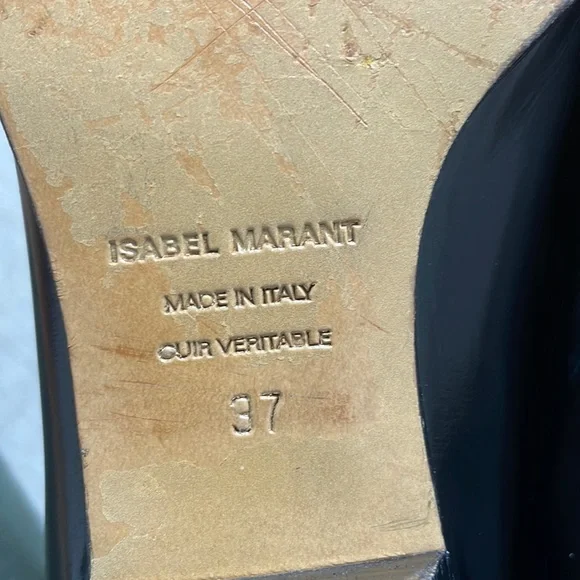 ISABEL MARANT
MADE IN ITALY
CUIR VERITABLE
37